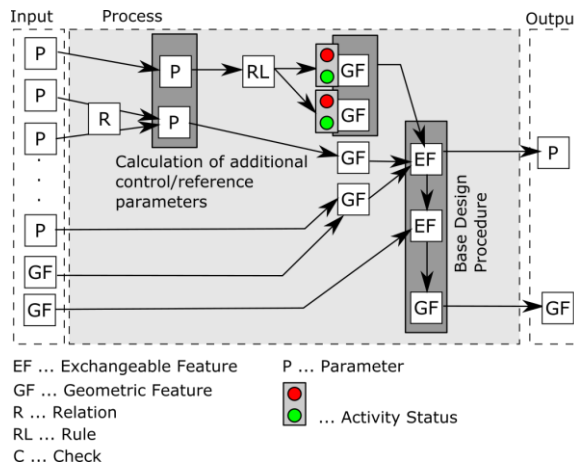 Input
Process
Output
P
P
P
.
.
.
P
GF
GF
R
P
P
RL
GF
GF
Calculation of additional
control/reference
parameters
GF
GF
EF
EF
GF
Base Design
Procedure
P
GF
EF ... Exchangeable Feature
GF ... Geometric Feature
R ... Relation
RL ... Rule
C ... Check
P ... Parameter
... Activity Status